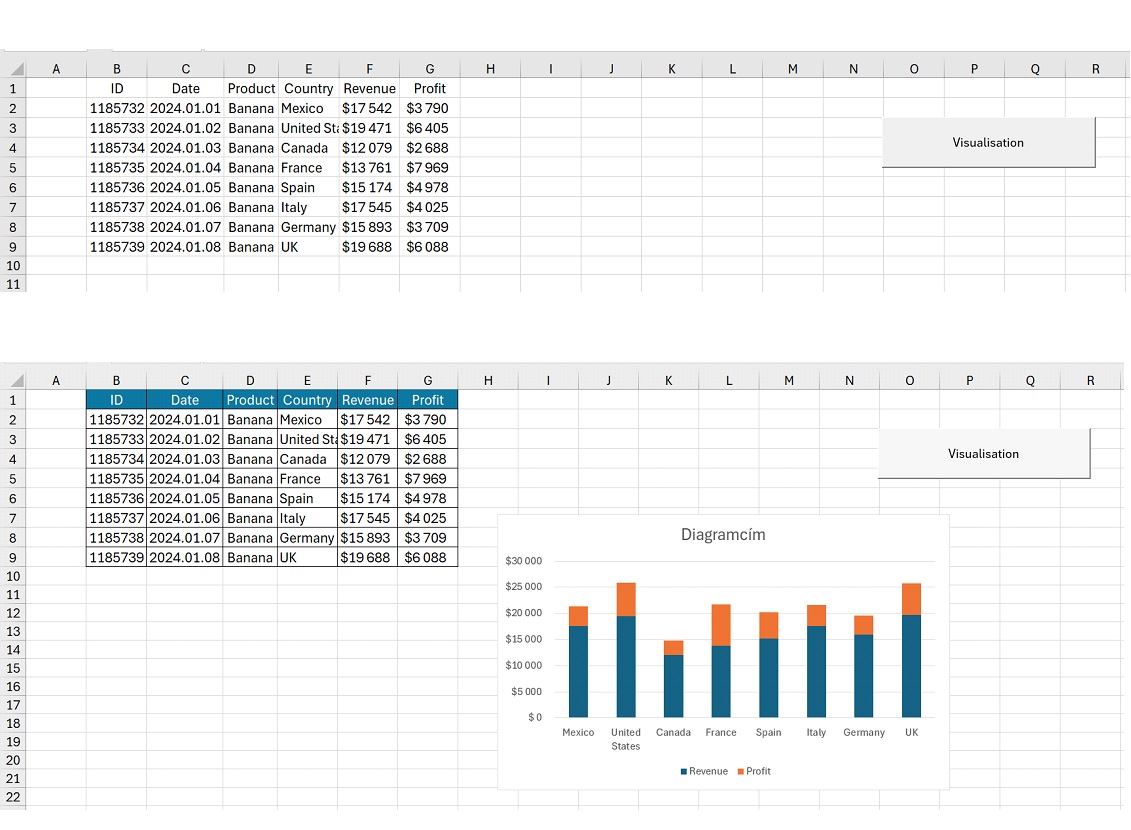 A B C D E F G H I J K L M N O P Q R
1 ID Date Product Country Revenue Profit
2 1185732 2024.01.01 Banana Mexico $17 542 $3 790
3 1185733 2024.01.02 Banana United Sta $19 471 $6 405
4 1185734 2024.01.03 Banana Canada $12 079 $2 688
5 1185735 2024.01.04 Banana France $13 761 $7 969
6 1185736 2024.01.05 Banana Spain $15 174 $4 978
7 1185737 2024.01.06 Banana Italy $17 545 $4 025
8 1185738 2024.01.07 Banana Germany $15 893 $3 709
9 1185739 2024.01.08 Banana UK $19 688 $6 088
10
11
Visualisation
A B C D E F G H I J K L M N O P Q R
1 ID Date Product Country Revenue Profit
2 1185732 2024.01.01 Banana Mexico $17 542 $3 790
3 1185733 2024.01.02 Banana United Sta $19 471 $6 405
4 1185734 2024.01.03 Banana Canada $12 079 $2 688
5 1185735 2024.01.04 Banana France $13 761 $7 969
6 1185736 2024.01.05 Banana Spain $15 174 $4 978
7 1185737 2024.01.06 Banana Italy $17 545 $4 025
8 1185738 2024.01.07 Banana Germany $15 893 $3 709
9 1185739 2024.01.08 Banana UK $19 688 $6 088
10
11
12
13
14
15
16
17
18
19
20
21
22
Visualisation
Diagramcím
$30 000
$25 000
$20 000
$15 000
$10 000
$5 000
$ 0
Mexico United Canada France Spain Italy Germany UK
States
Revenue Profit